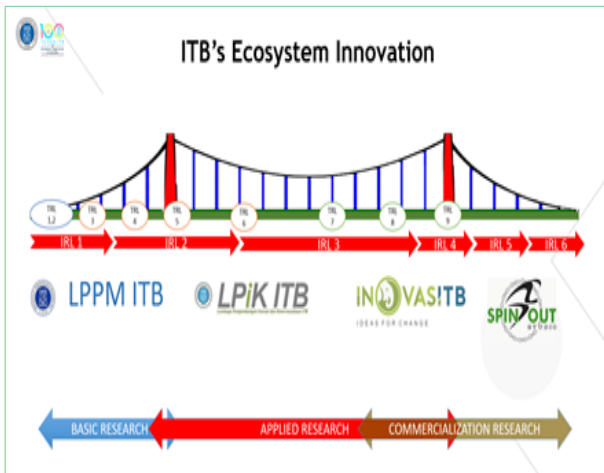 ITB's Ecosystem Innovation
TRL
1,2
TRL
3
TRL
4
TRL
5
TRL
6
TRL
7
TRL
8
TRL
9
IRL 1
IRL 2
IRL 3
IRL 4
IRL 5
IRL 6
LPPM ITB
LPiK ITB
INOVASITB
IDEAS FOR CHANGE
SPIN OUT
BASIC RESEARCH
APPLIED RESEARCH
COMMERCIALIZATION RESEARCH